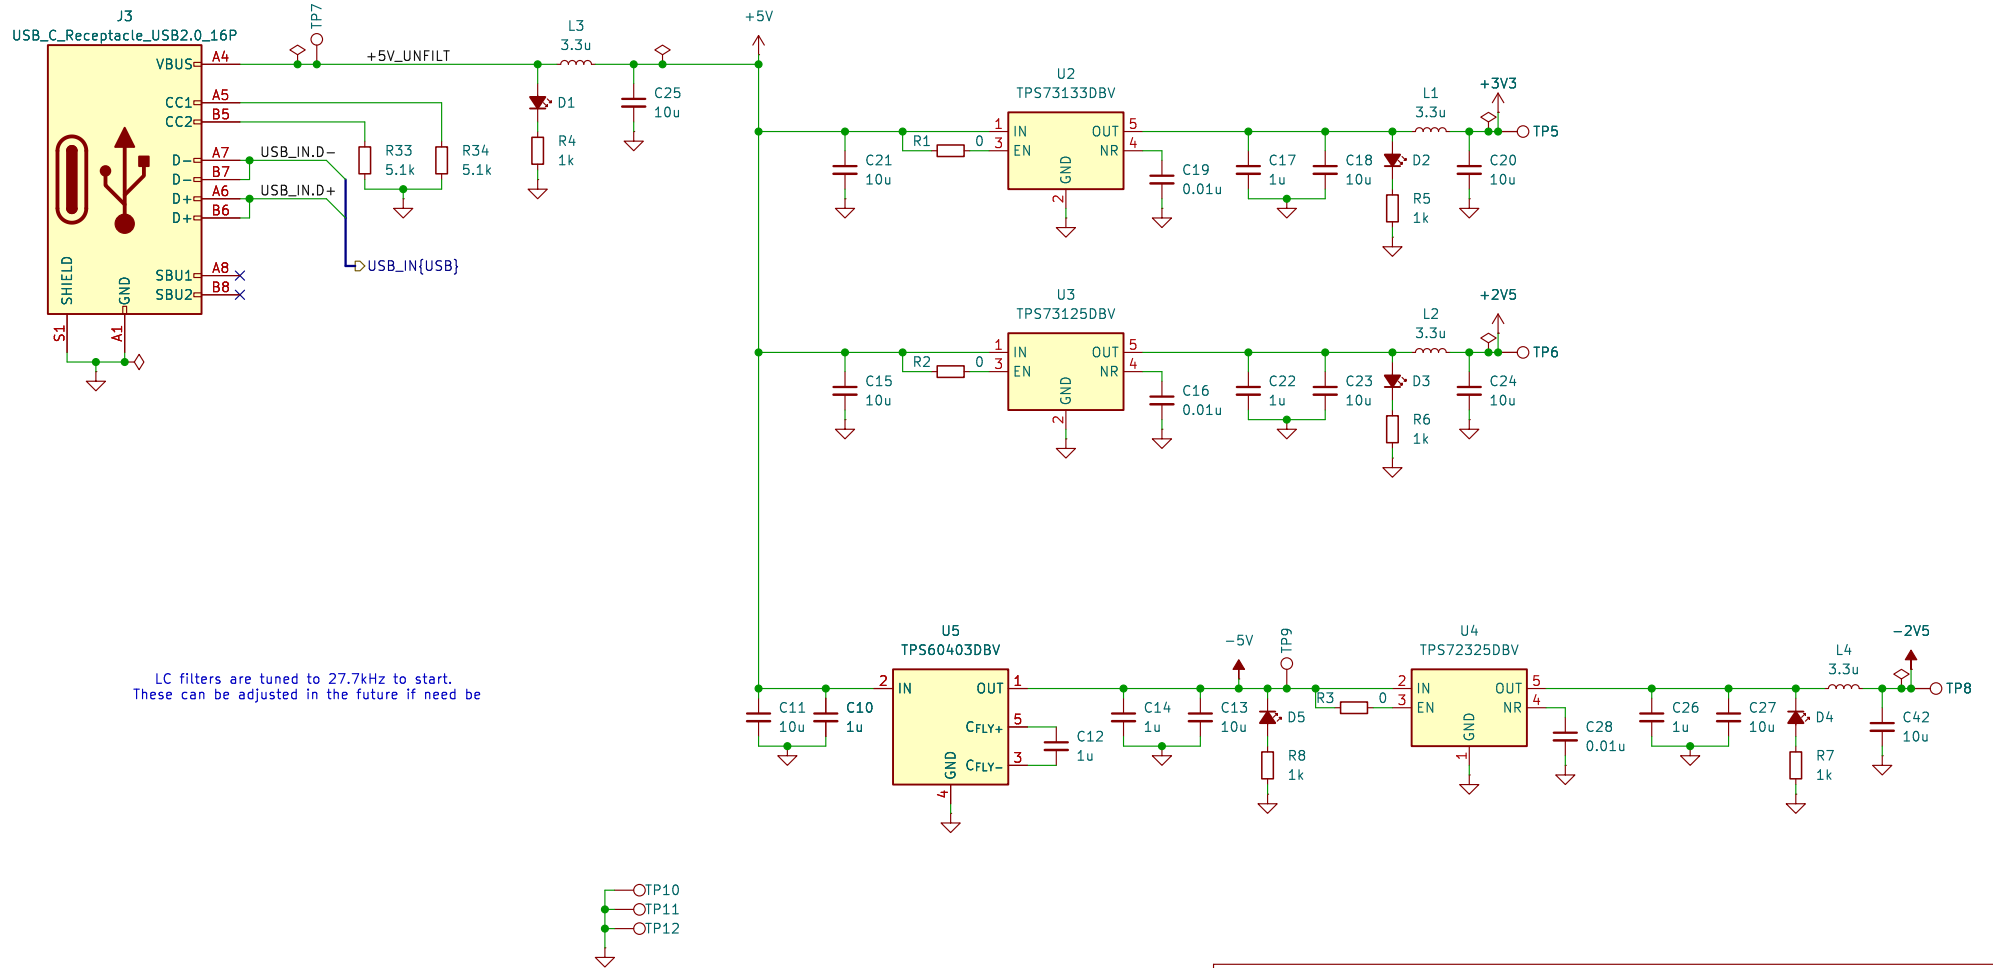 J3
USB_C_Receptacle_USB2.0_16P
VBUS
A4
CC1
A5
CC2
B5
D-
A7
D-
B7
D+
A6
D+
B6
SBU1
A8
SBU2
B8
SHIELD
GND
S1
A1
TP7
+5V_UNFILT
USB_IN.D-
USB_IN.D+
USB_IN{USB}
R33
5.1k
R34
5.1k
D1
R4
1k
L3
3.3u
C25
10u
+5V
U2
TPS73133DBV
1
IN
3
EN
OUT
5
NR
4
GND
2
R1
0
C21
10u
C19
0.01u
C17
1u
C18
10u
D2
R5
1k
L1
3.3u
C20
10u
+3V3
TP5
U3
TPS73125DBV
1
IN
3
EN
OUT
5
NR
4
GND
2
R2
0
C15
10u
C16
0.01u
C22
1u
C23
10u
D3
R6
1k
L2
3.3u
C24
10u
+2V5
TP6
LC filters are tuned to 27.7kHz to start.
These can be adjusted in the future if need be
U5
TPS60403DBV
2
IN
OUT
1
CFLY+
5
CFLY-
3
GND
4
C11
10u
C10
1u
C12
1u
C14
1u
C13
10u
-5V
TP9
D5
R8
1k
R3
0
U4
TPS72325DBV
2
IN
3
EN
OUT
5
NR
4
GND
1
C28
0.01u
C26
1u
C27
10u
D4
R7
1k
L4
3.3u
C42
10u
-2V5
TP8
TP10
TP11
TP12